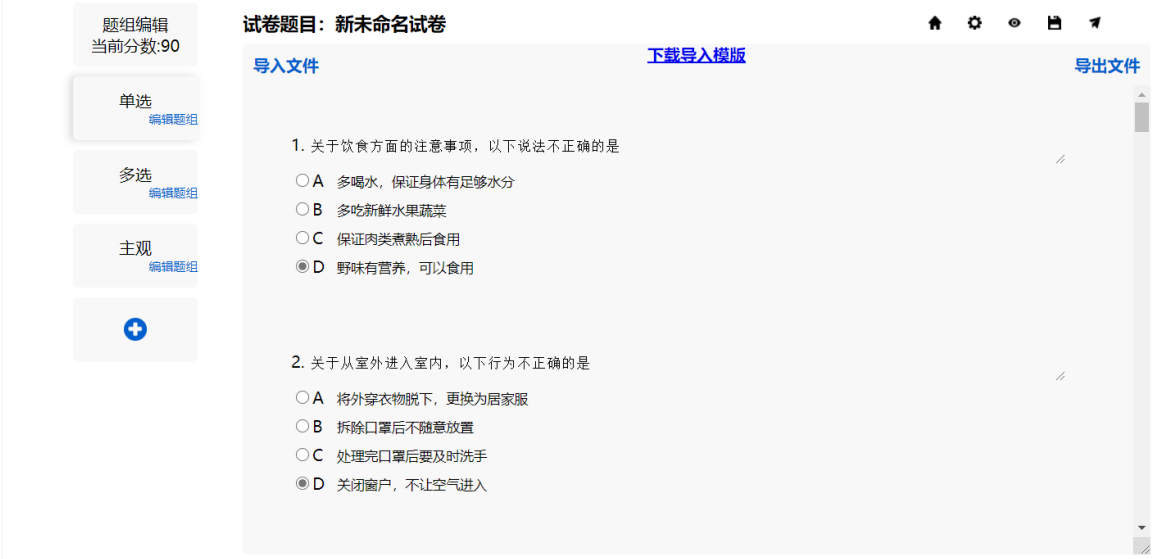 题组编辑
当前分数:90
单选
编辑题组
多选
编辑题组
主观
编辑题组
试卷题目：新未命名试卷
导入文件
下载导入模版
导出文件
1. 关于饮食方面的注意事项，以下说法不正确的是
A 多喝水，保证身体有足够水分
B 多吃新鲜水果蔬菜
C 保证肉类煮熟后食用
D 野味有营养，可以食用
2. 关于从室外进入室内，以下行为不正确的是
A 将外穿衣物脱下，更换为居家服
B 拆除口罩后不随意放置
C 处理完口罩后要及时洗手
D 关闭窗户，不让空气进入